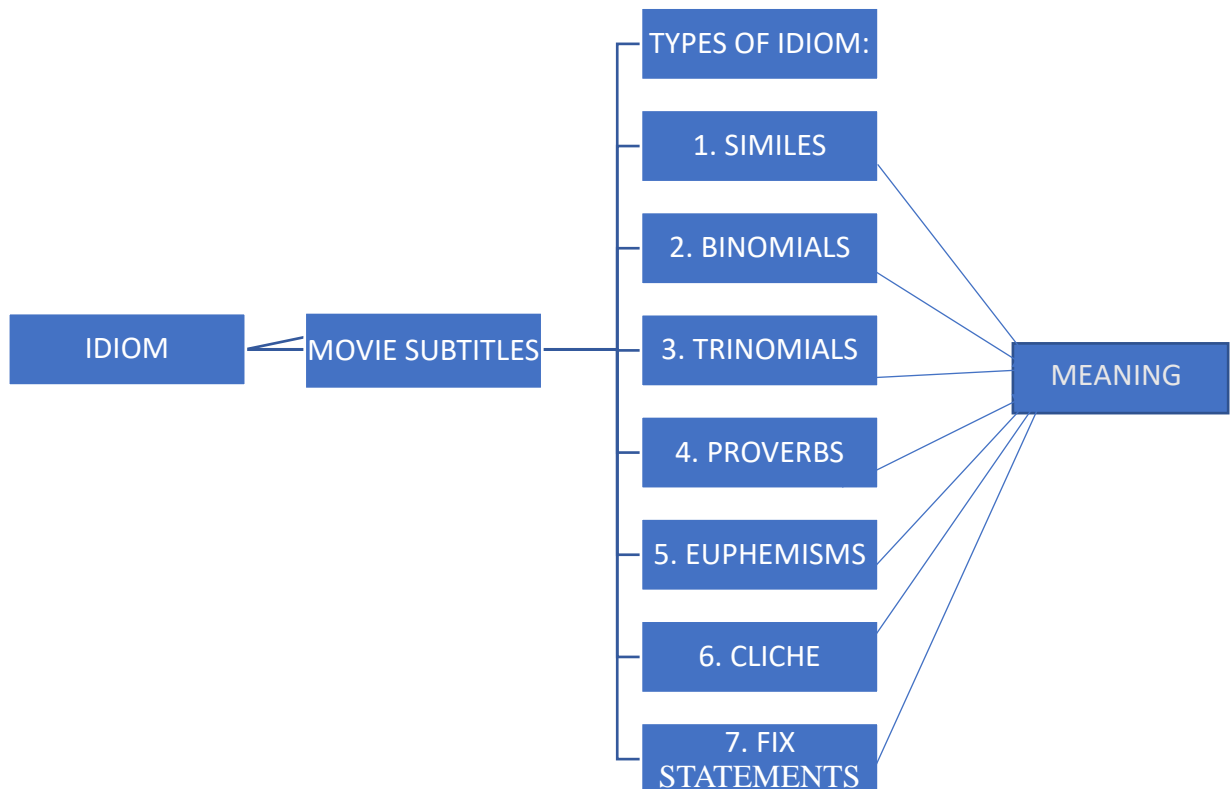 TYPES OF IDIOM:
1. SIMILES
2. BINOMIALS
IDIOM
MOVIE SUBTITLES
3. TRINOMIALS
MEANING
4. PROVERBS
5. EUPHEMISMS
6. CLICHE
7. FIX
STATEMENTS